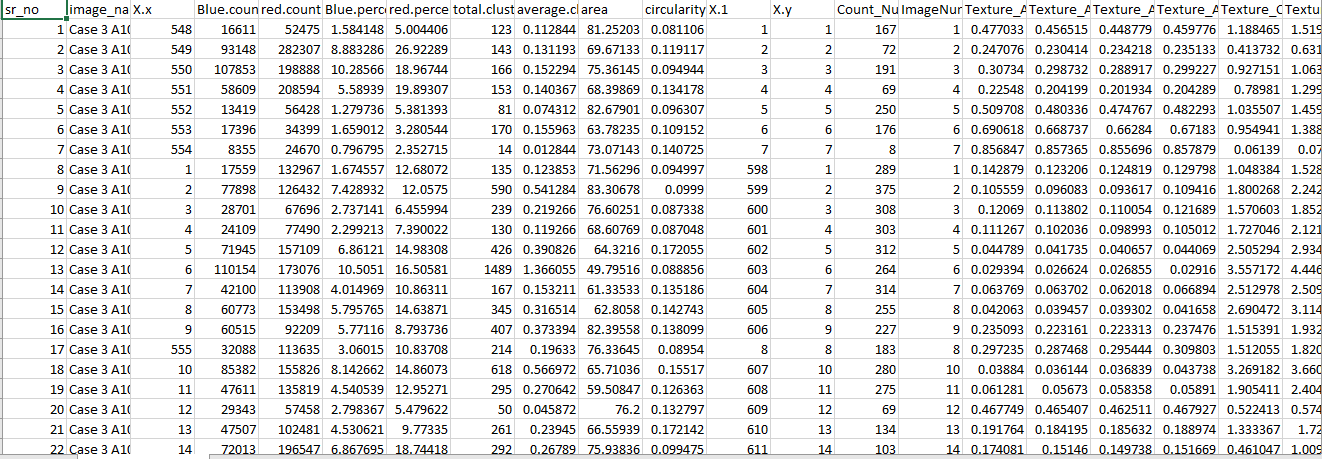 sr_no image_na X.x Blue.coun red.count Blue.perce red.perce total.clust average.cl area circularity X.1 X.y Count_Nu ImageNur Texture_A Texture_A Texture_A Texture_A Texture_C Textu
1 Case 3 A10 548 16611 52475 1.584148 5.004406 123 0.112844 81.25203 0.081106 1 1 167 1 0.477033 0.456515 0.448779 0.459776 1.188465 1.519
2 Case 3 A10 549 93148 282307 8.883286 26.92289 143 0.131193 69.67133 0.119117 2 2 72 2 0.247076 0.230414 0.234218 0.235133 0.413732 0.631
3 Case 3 A10 550 107853 198888 10.28566 18.96744 166 0.152294 75.36145 0.094944 3 3 191 3 0.30734 0.298732 0.288917 0.299227 0.927151 1.063
4 Case 3 A10 551 58609 208594 5.58939 19.89307 153 0.140367 68.39869 0.134178 4 4 69 4 0.22548 0.204199 0.201934 0.204289 0.78981 1.299
5 Case 3 A10 552 13419 56428 1.279736 5.381393 81 0.074312 82.67901 0.096307 5 5 250 5 0.509708 0.480336 0.474767 0.482293 1.035507 1.459
6 Case 3 A10 553 17396 34399 1.659012 3.280544 170 0.155963 63.78235 0.109152 6 6 176 6 0.690618 0.668737 0.66284 0.67183 0.954941 1.388
7 Case 3 A10 554 8355 24670 0.796795 2.352715 14 0.012844 73.07143 0.140725 7 7 8 7 0.856847 0.857365 0.855696 0.857879 0.06139 0.07
8 Case 3 A10 1 17559 132967 1.674557 12.68072 135 0.123853 71.56296 0.094997 598 1 289 1 0.142879 0.123206 0.124819 0.129798 1.048384 1.528
9 Case 3 A10 2 77898 126432 7.428932 12.0575 590 0.541284 83.30678 0.0999 599 2 375 2 0.105559 0.096083 0.093617 0.109416 1.800268 2.242
10 Case 3 A10 3 28701 67696 2.737141 6.455994 239 0.219266 76.60251 0.087338 600 3 308 3 0.12069 0.113802 0.110054 0.121689 1.570603 1.852
11 Case 3 A10 4 24109 77490 2.299213 7.390022 130 0.119266 68.60769 0.087048 601 4 303 4 0.111267 0.102036 0.098993 0.105012 1.727046 2.121
12 Case 3 A10 5 71945 157109 6.86121 14.98308 426 0.390826 64.3216 0.172055 602 5 312 5 0.044789 0.041735 0.040657 0.044069 2.505294 2.934
13 Case 3 A10 6 110154 173076 10.5051 16.50581 1489 1.366055 49.79516 0.088856 603 6 264 6 0.029394 0.026624 0.026855 0.02916 3.557172 4.446
14 Case 3 A10 7 42100 113908 4.014969 10.86311 167 0.153211 61.33533 0.135186 604 7 314 7 0.063769 0.063702 0.062018 0.066894 2.512978 2.509
15 Case 3 A10 8 60773 153498 5.795765 14.63871 345 0.316514 62.8058 0.142743 605 8 255 8 0.042063 0.039457 0.039302 0.041658 2.690472 3.114
16 Case 3 A10 9 60515 92209 5.77116 8.793736 407 0.373394 82.39558 0.138099 606 9 227 9 0.235093 0.223161 0.223313 0.237476 1.515391 1.932
17 Case 3 A10 555 32088 113635 3.06015 10.83708 214 0.19633 76.33645 0.08954 8 8 183 8 0.297235 0.287468 0.295444 0.309803 1.512055 1.820
18 Case 3 A10 10 85382 155826 8.142662 14.86073 618 0.566972 65.71036 0.15517 607 10 280 10 0.03884 0.036144 0.036839 0.043738 3.269182 3.660
19 Case 3 A10 11 47611 135819 4.540539 12.95271 295 0.270642 59.50847 0.126363 608 11 275 11 0.061281 0.05673 0.058358 0.05891 1.905411 2.404
20 Case 3 A10 12 29343 57458 2.798367 5.479622 50 0.045872 76.2 0.132797 609 12 69 12 0.467749 0.465407 0.462511 0.467927 0.522413 0.574
21 Case 3 A10 13 47507 102481 4.530621 9.77335 261 0.23945 66.55939 0.172142 610 13 134 13 0.191764 0.184195 0.185632 0.188974 1.333367 1.72
22 Case 3 A10 14 72013 196547 6.867695 18.74418 292 0.26789 75.93836 0.099475 611 14 103 14 0.174081 0.15146 0.149738 0.151669 0.461047 1.009